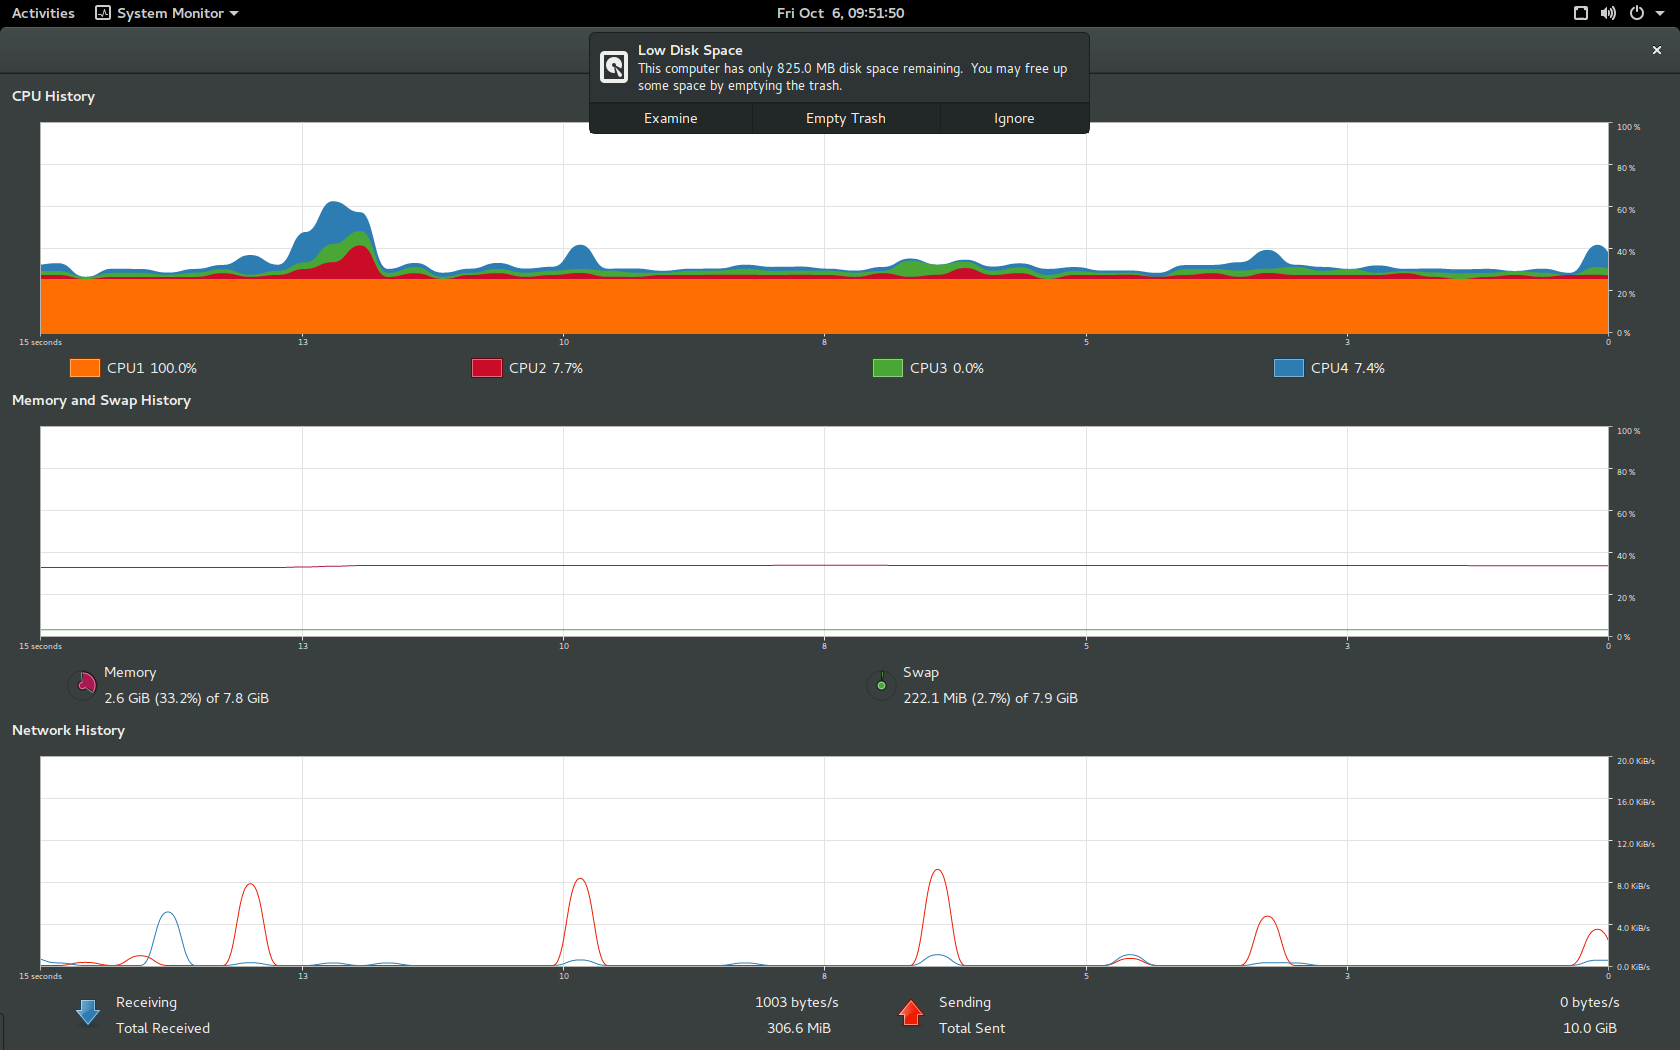 Activities System Monitor Fri Oct 6, 09:51:50
Low Disk Space
This computer has only 825.0 MB disk space remaining. You may free up
some space by emptying the trash.
Examine Empty Trash Ignore
CPU History
100 %
80 %
60 %
40 %
20 %
0 %
15 seconds 13 10 8 5 3 0
CPU1 100.0% CPU2 7.7% CPU3 0.0% CPU4 7.4%
Memory and Swap History
100 %
80 %
60 %
40 %
20 %
0 %
15 seconds 13 10 8 5 3 0
Memory Swap
2.6 GiB (33.2%) of 7.8 GiB 222.1 MiB (2.7%) of 7.9 GiB
Network History
20.0 KiB/s
16.0 KiB/s
12.0 KiB/s
8.0 KiB/s
4.0 KiB/s
0.0 KiB/s
15 seconds 13 10 8 5 3 0
Receiving 1003 bytes/s Sending 0 bytes/s
Total Received 306.6 MiB Total Sent 10.0 GiB